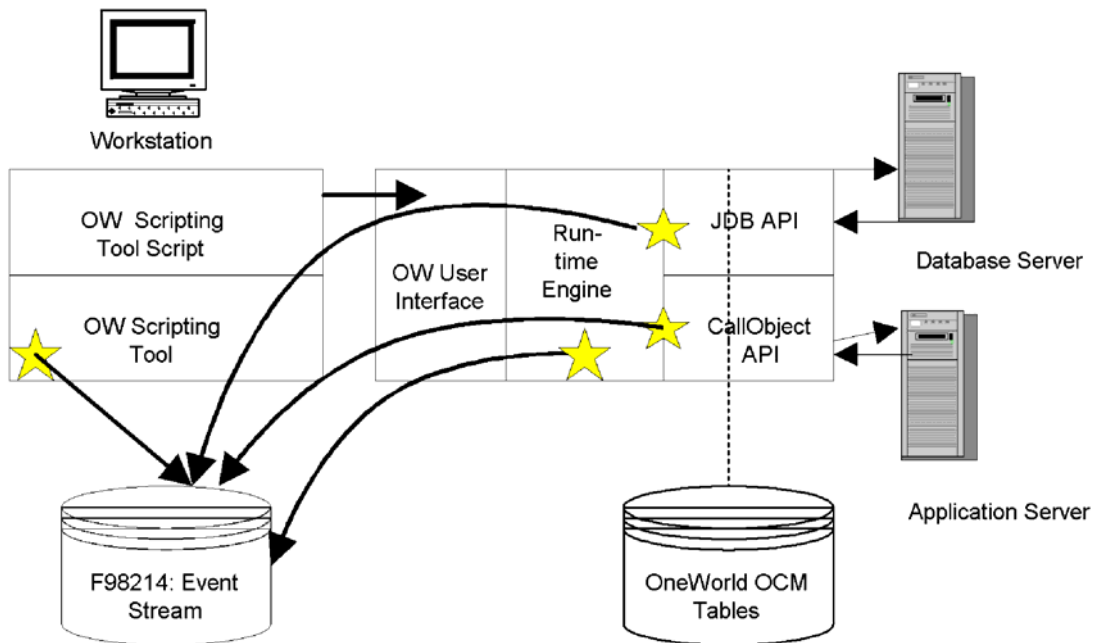 Workstation
OW Scripting
Tool Script
OW Scripting
Tool
OW User
Interface
Run-
time
Engine
JDB API
CallObject
API
Database Server
Application Server
F98214: Event
Stream
OneWorld OCM
Tables